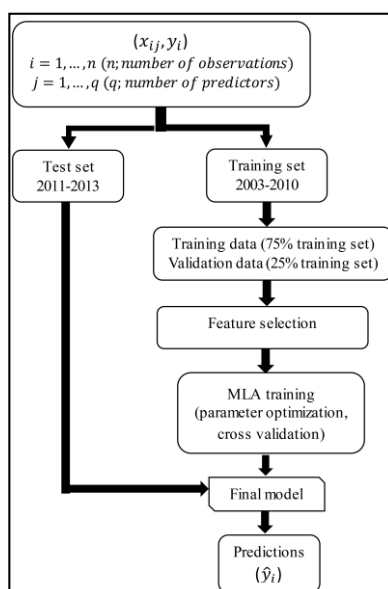 (x_{ij}, y_i)
i = 1, … , n (n; number of observations)
j = 1, … , q (q; number of predictors)
Test set
2011-2013
Training set
2003-2010
Training data (75% training set)
Validation data (25% training set)
Feature selection
MLA training
(parameter optimization,
cross validation)
Final model
Predictions
(ŷ_i)